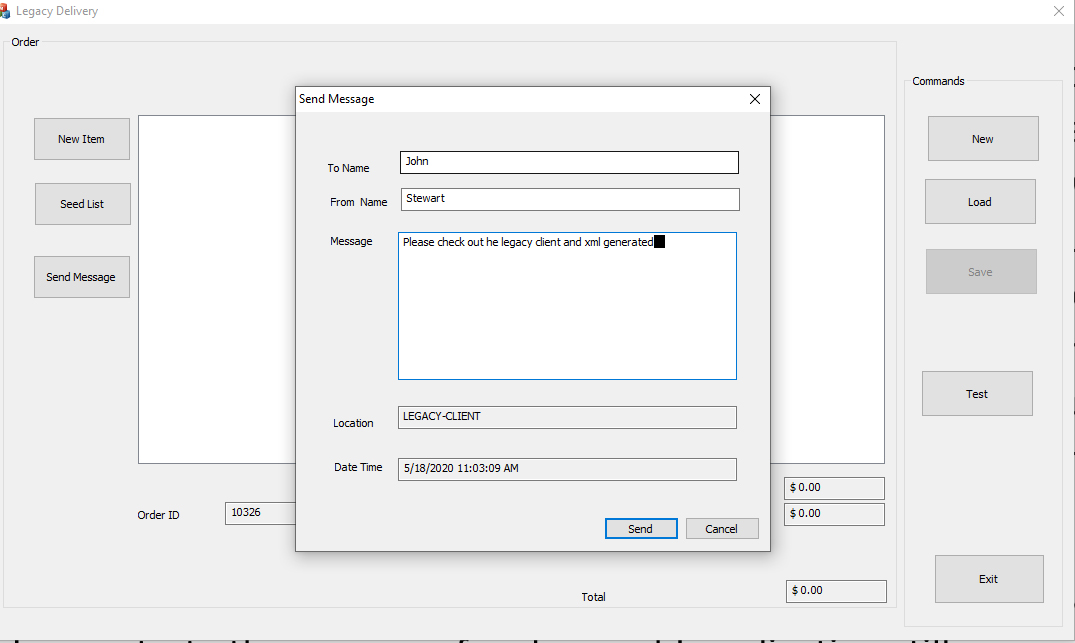 Legacy Delivery
Order
Commands
New Item
Seed List
Send Message
Send Message
To Name
John
From Name
Stewart
Message
Please check out he legacy client and xml generated
Location
LEGACY-CLIENT
Date Time
5/18/2020 11:03:09 AM
Send
Cancel
New
Load
Save
Test
Exit
$ 0.00
$ 0.00
Order ID
10326
Total
$ 0.00